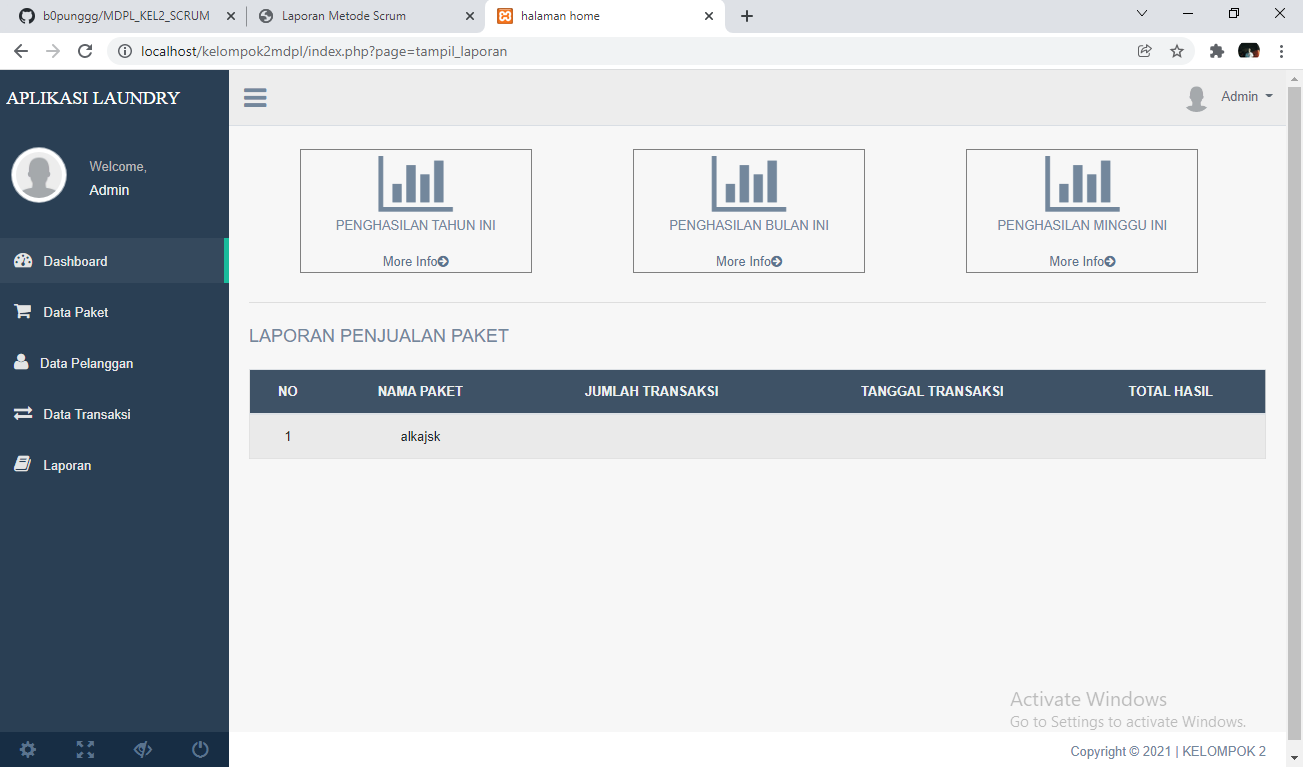 b0punggg/MDPL_KEL2_SCRUM
Laporan Metode Scrum
halaman home
localhost/kelompok2mdpl/index.php?page=tampil_laporan
APLIKASI LAUNDRY
Admin
Welcome,
Admin
Dashboard
Data Paket
Data Pelanggan
Data Transaksi
Laporan
PENGHASILAN TAHUN INI
More Info
PENGHASILAN BULAN INI
More Info
PENGHASILAN MINGGU INI
More Info
LAPORAN PENJUALAN PAKET
NO NAMA PAKET JUMLAH TRANSAKSI TANGGAL TRANSAKSI TOTAL HASIL
1 alkajsk
Activate Windows
Go to Settings to activate Windows.
Copyright © 2021 | KELOMPOK 2